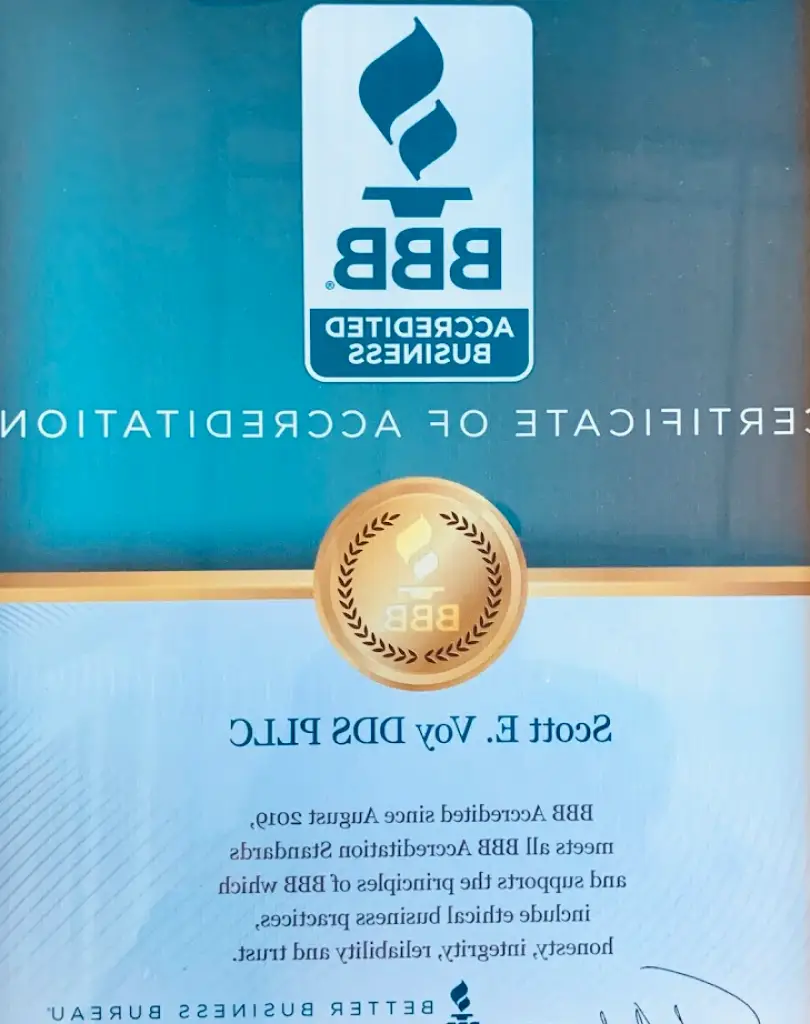 BBB®
ACCREDITED
BUSINESS
ERTIFICATE OF ACCREDITATION
BBB
Scott E. Voy DDS PLLC
BBB Accredited since August 2019,
meets all BBB Accreditation Standards
and supports the principles of BBB which
include ethical business practices,
honesty, integrity, reliability and trust.
BETTER BUSINESS BUREAU®
BBB